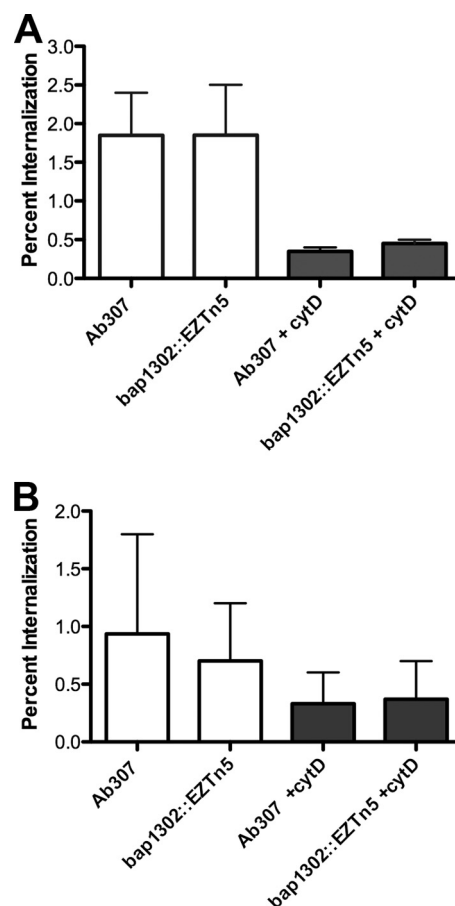 A
Percent Internalization
3.0
2.5
2.0
1.5
1.0
0.5
0.0
Ab307
bap1302::EZTn5
Ab307 + cytD
bap1302::EZTn5 + cytD
B
Percent Internalization
2.0
1.5
1.0
0.5
0.0
Ab307
bap1302::EZTn5
Ab307 +cytD
bap1302::EZTn5 +cytD